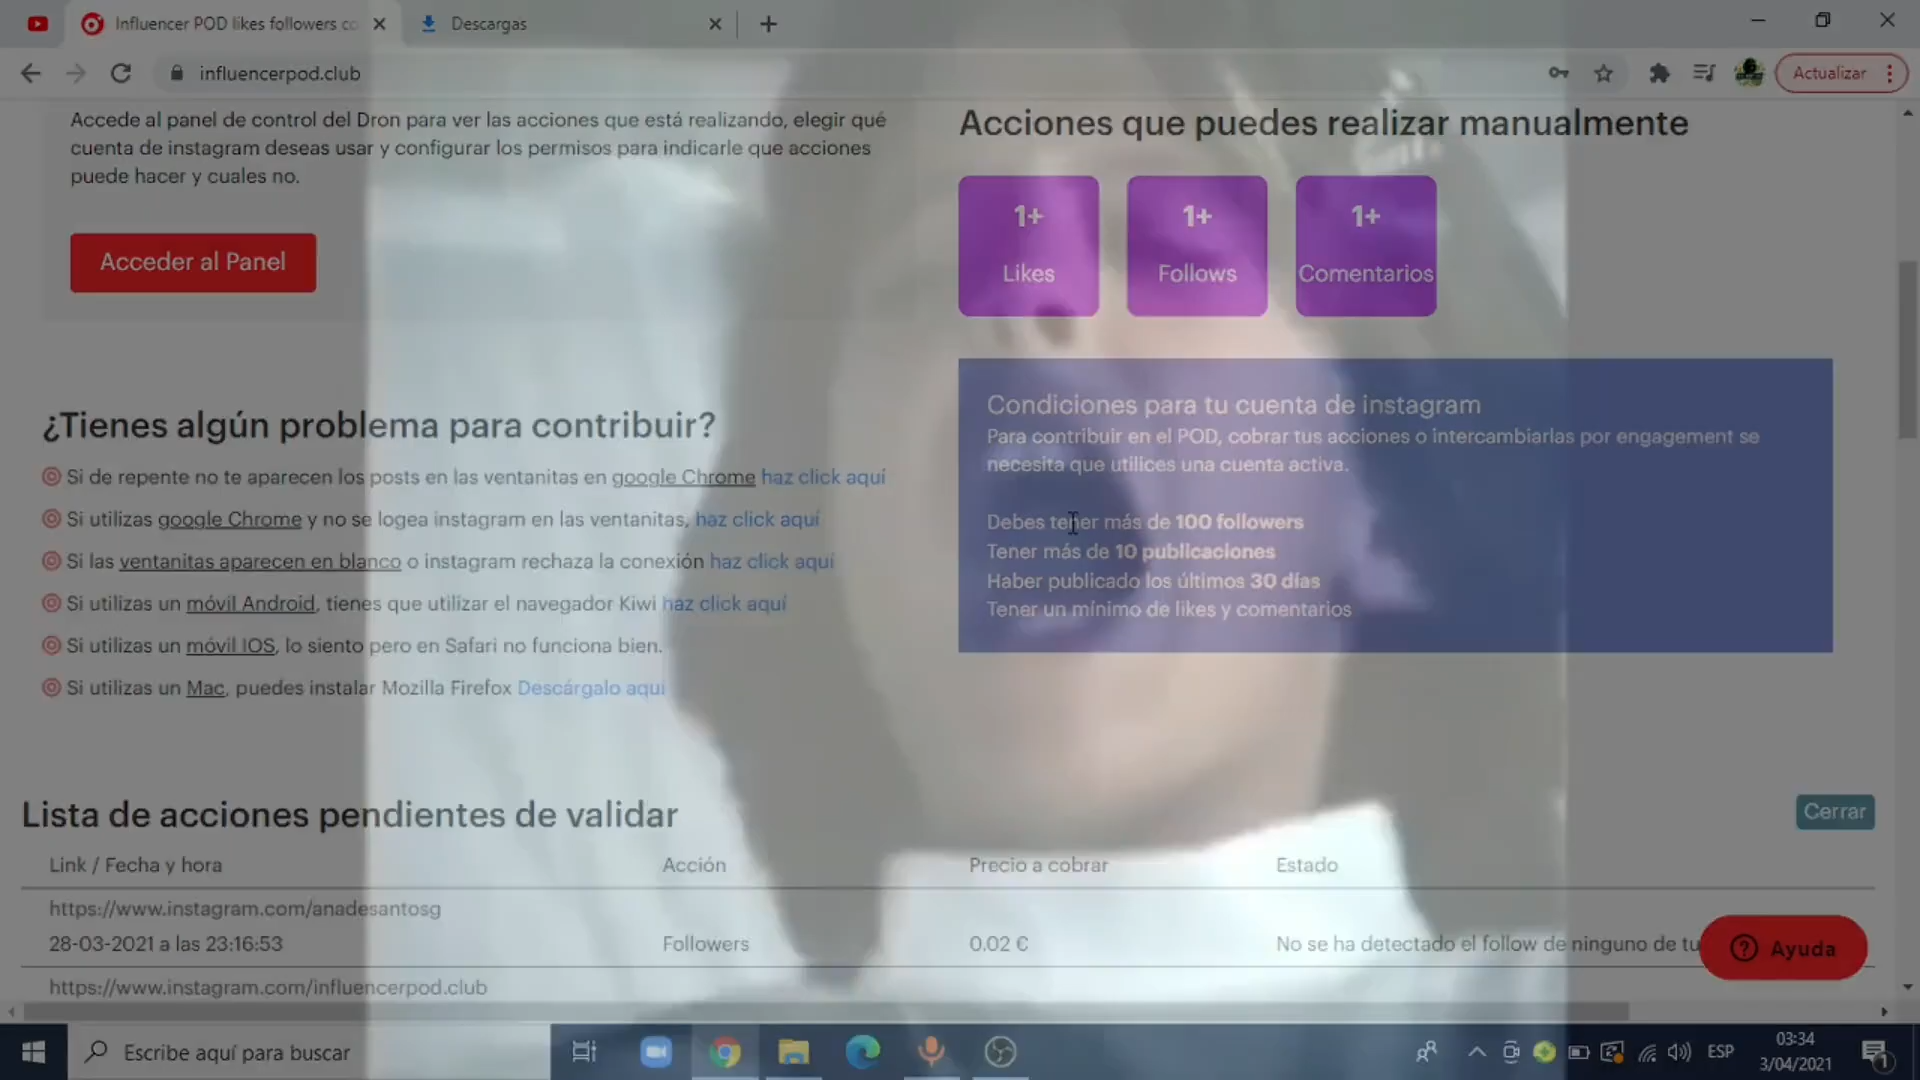 Influencer POD likes followers co
Descargas
influencerpod.club
Actualizar
Accede al panel de control del Dron para ver las acciones que está realizando, elegir qué
cuenta de instagram deseas usar y configurar los permisos para indicarle que acciones
puede hacer y cuales no.
Acceder al Panel
Acciones que puedes realizar manualmente
1+ 1+ 1+
Likes Follows Comentarios
¿Tienes algún problema para contribuir?
Si de repente no te aparecen los posts en las ventanitas en google Chrome haz click aquí
Si utilizas google Chrome y no se logea instagram en las ventanitas, haz click aquí
Si las ventanitas aparecen en blanco o instagram rechaza la conexión haz click aquí
Si utilizas un móvil Android, tienes que utilizar el navegador Kiwi haz click aquí
Si utilizas un móvil IOS, lo siento pero en Safari no funciona bien.
Si utilizas un Mac, puedes instalar Mozilla Firefox Descárgalo aquí
Condiciones para tu cuenta de instagram
Para contribuir en el POD, cobrar tus acciones o intercambiarlas por engagement se
necesita que utilices una cuenta activa.
Debes tener más de 100 followers
Tener más de 10 publicaciones
Haber publicado los últimos 30 días
Tener un mínimo de likes y comentarios
Lista de acciones pendientes de validar
Cerrar
Link / Fecha y hora Acción Precio a cobrar Estado
https://www.instagram.com/anadesantosg
28-03-2021 a las 23:16:53 Followers 0.02 € No se ha detectado el follow de ninguno de tu
https://www.instagram.com/influencerpod.club
Ayuda
Escribe aquí para buscar
ESP
03:34
3/04/2021
1